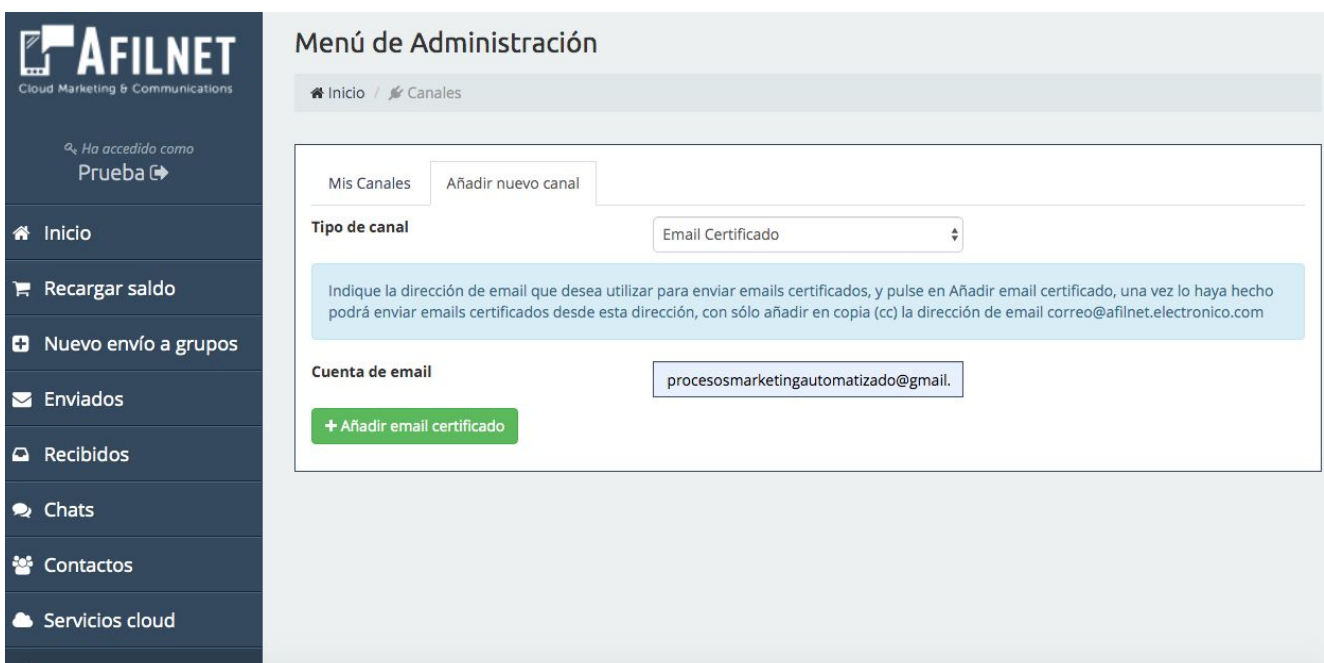 AFILNET
Cloud Marketing & Communications
Ha accedido como
Prueba
Inicio
Recargar saldo
Nuevo envío a grupos
Enviados
Recibidos
Chats
Contactos
Servicios cloud
Menú de Administración
Inicio / Canales
Mis Canales Añadir nuevo canal
Tipo de canal Email Certificado
Indique la dirección de email que desea utilizar para enviar emails certificados, y pulse en Añadir email certificado, una vez lo haya hecho
podrá enviar emails certificados desde esta dirección, con sólo añadir en copia (cc) la dirección de email correo@afilnet.electronico.com
Cuenta de email procesosmarketingautomatizado@gmail.
+ Añadir email certificado